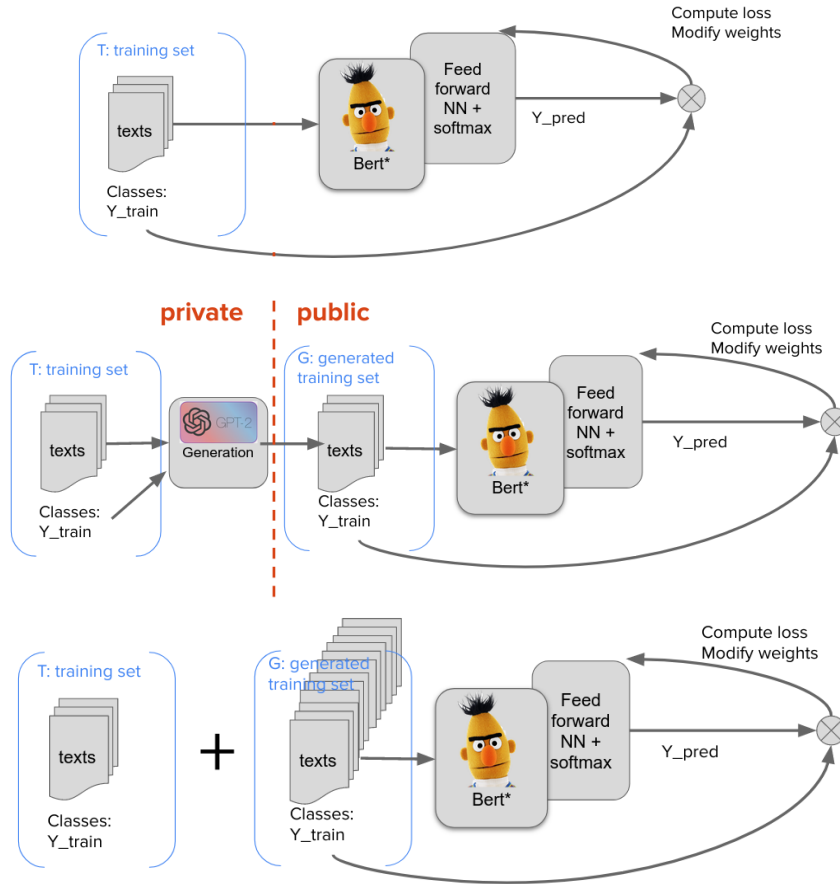 Compute loss
Modify weights
T: training set
texts
Classes:
Y_train
Bert*
Feed
forward
NN +
softmax
Y_pred
private
public
T: training set
texts
Classes:
Y_train
GPT-2
Generation
G: generated
training set
texts
Classes:
Y_train
Bert*
Feed
forward
NN +
softmax
Y_pred
Compute loss
Modify weights
T: training set
texts
Classes:
Y_train
+
G: generated
training set
texts
Classes:
Y_train
Bert*
Feed
forward
NN +
softmax
Y_pred
Compute loss
Modify weights